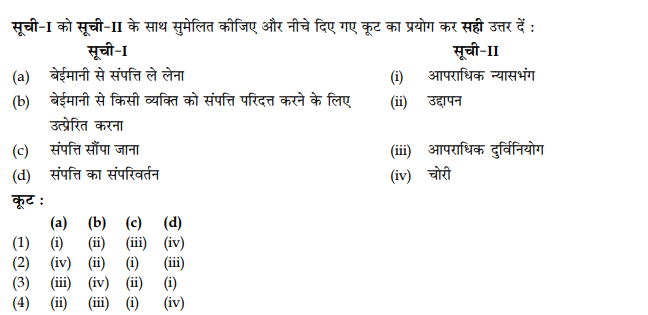 सूची-I को सूची-II के साथ सुमेलित कीजिए और नीचे दिए गए कूट का प्रयोग कर सही उत्तर दें :
सूची-I सूची-II
(a) बेईमानी से संपत्ति ले लेना (i) आपराधिक न्यासभंग
(b) बेईमानी से किसी व्यक्ति को संपत्ति परिदत्त करने के लिए (ii) उद्दापन
उत्प्रेरित करना
(c) संपत्ति सौंपा जाना (iii) आपराधिक दुर्विनियोग
(d) संपत्ति का संपरिवर्तन (iv) चोरी
कूट :
(a) (b) (c) (d)
(1) (i) (ii) (iii) (iv)
(2) (iv) (ii) (i) (iii)
(3) (iii) (iv) (ii) (i)
(4) (ii) (iii) (i) (iv)